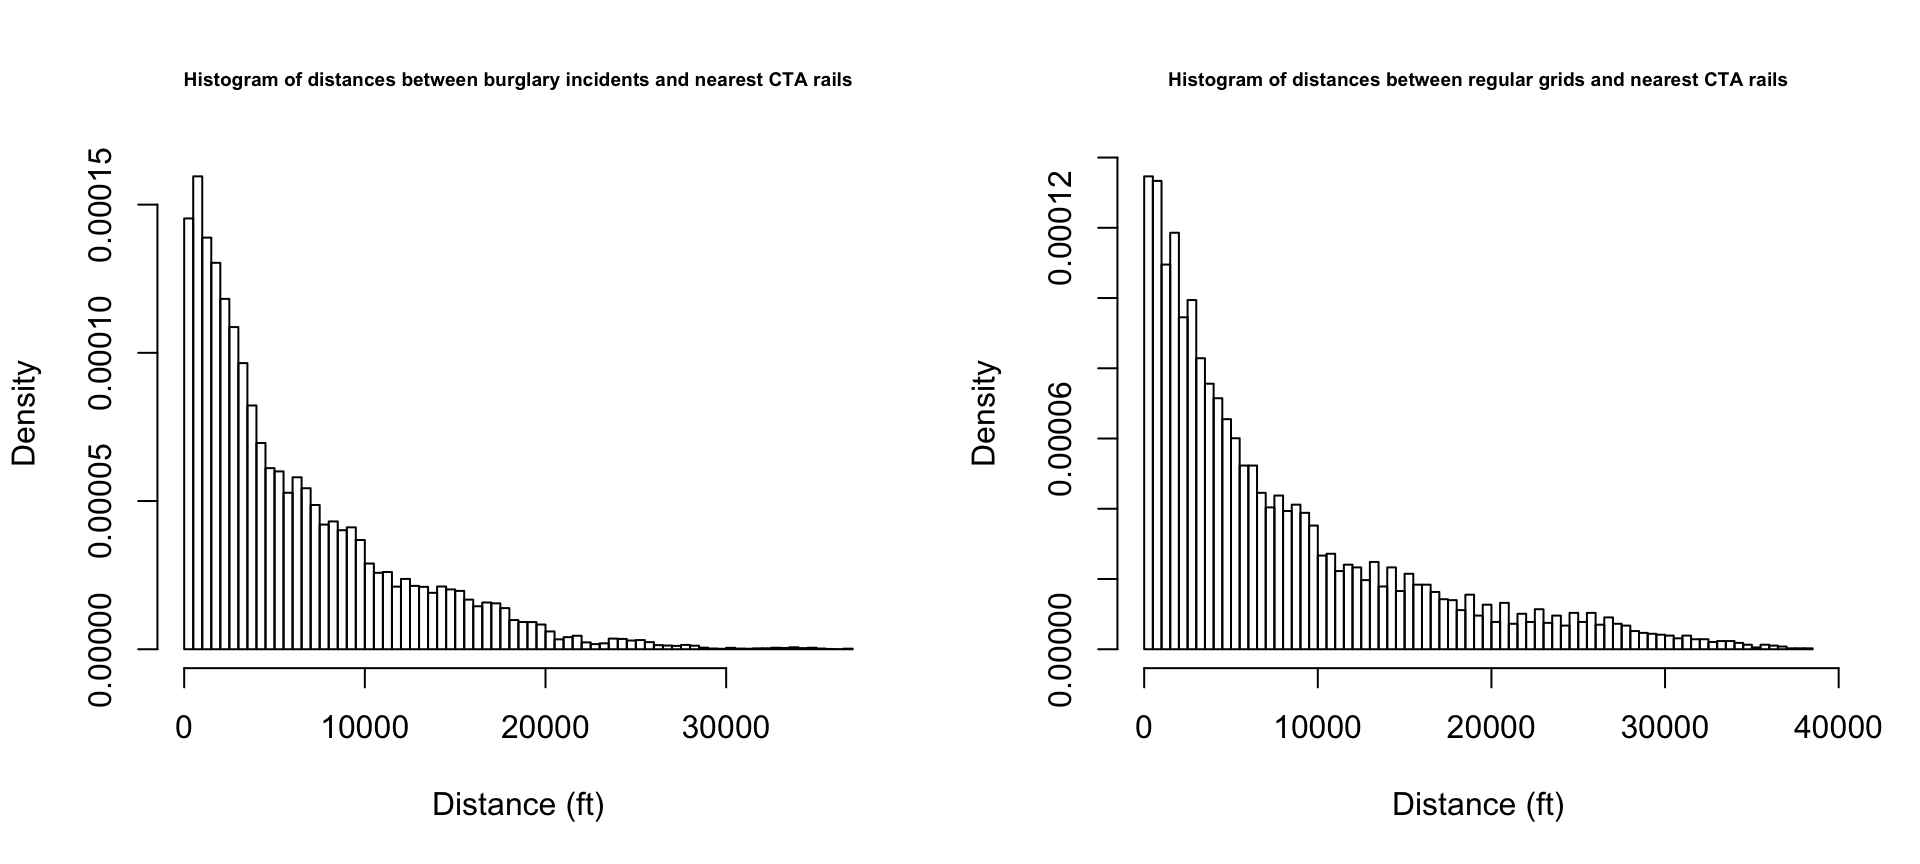 Histogram of distances between burglary incidents and nearest CTA rails
Density
0.00015
0.00010
0.00005
0.00000
0 10000 20000 30000
Distance (ft)
Histogram of distances between regular grids and nearest CTA rails
Density
0.00012
0.00006
0.00000
0 10000 20000 30000 40000
Distance (ft)